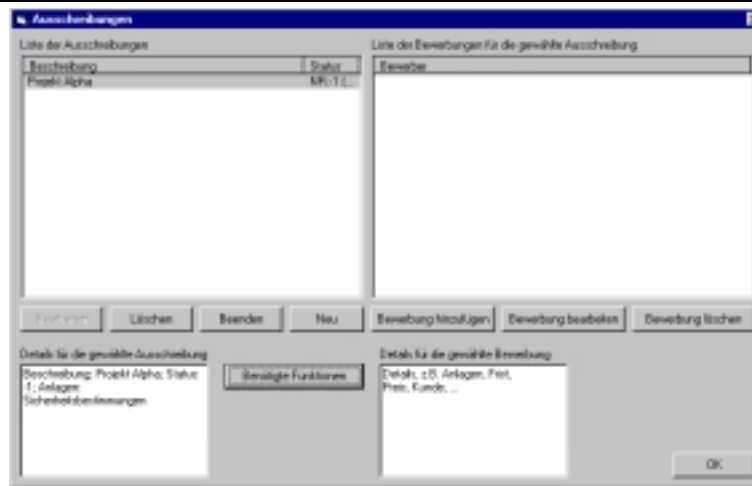 Ausschreibungen
Liste der Ausschreibungen
Liste der Bewerbungen für die gewählte Ausschreibung
Beschreibung Status
Bewerber
Projekt Alpha
Bearbeiten Löschen Beenden Neu
Bewerbung hinzufügen Bewerbung bearbeiten Bewerbung löschen
Details für die gewählte Ausschreibung
Details für die gewählte Bewerbung
Beschreibung: Projekt Alpha; Status:
-1; Anlagen:
Sicherheitsbestimmungen
Benötigte Funktionen
Details, z.B. Anlagen, Frist,
Preis, Kunde, ...
OK